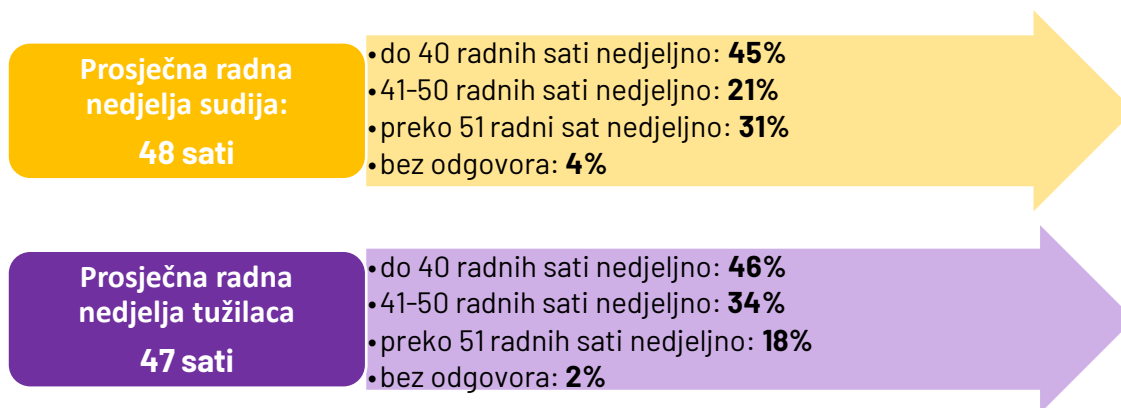 Prosječna radna
nedjelja sudija:
48 sati
•do 40 radnih sati nedjeljno: 45%
•41-50 radnih sati nedjeljno: 21%
•preko 51 radni sat nedjeljno: 31%
•bez odgovora: 4%
Prosječna radna
nedjelja tužilaca
47 sati
•do 40 radnih sati nedjeljno: 46%
•41-50 radnih sati nedjeljno: 34%
•preko 51 radnih sati nedjeljno: 18%
•bez odgovora: 2%